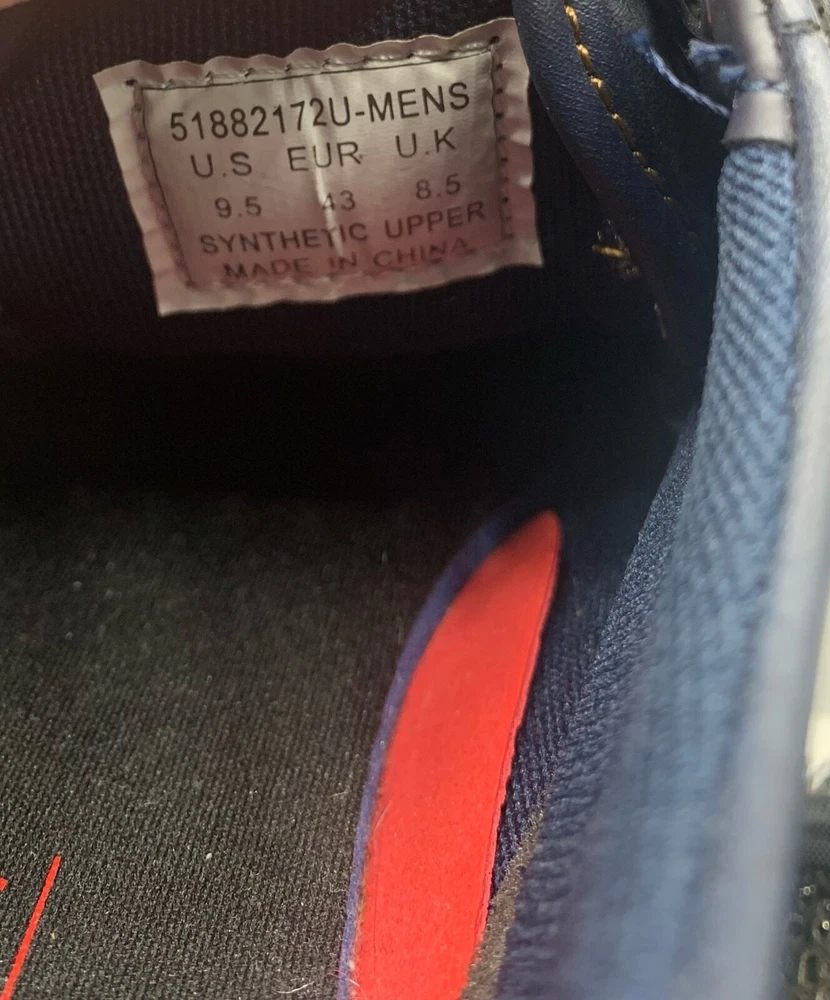 51882172U-MENS
U.S EUR U.K
9.5 43 8.5
SYNTHETIC UPPER
MADE IN CHINA